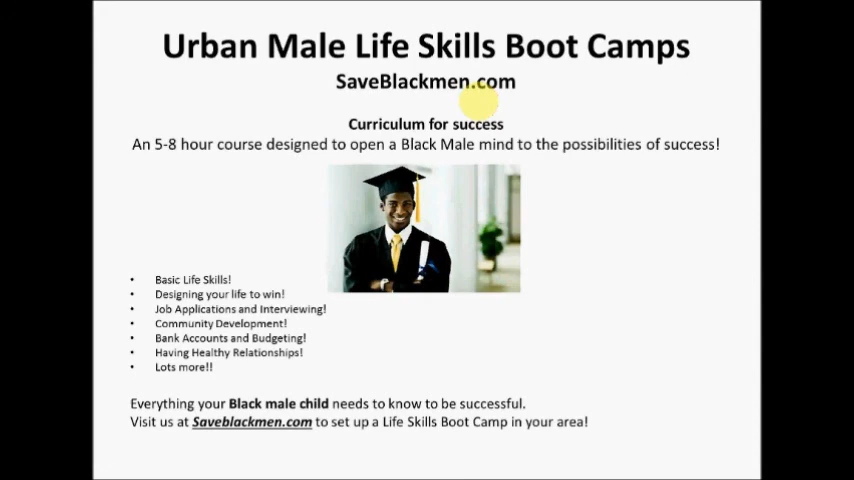 Urban Male Life Skills Boot Camps
SaveBlackmen.com
Curriculum for success
An 5-8 hour course designed to open a Black Male mind to the possibilities of success!
• Basic Life Skills!
• Designing your life to win!
• Job Applications and Interviewing!
• Community Development!
• Bank Accounts and Budgeting!
• Having Healthy Relationships!
• Lots more!!
Everything your Black male child needs to know to be successful.
Visit us at Saveblackmen.com to set up a Life Skills Boot Camp in your area!